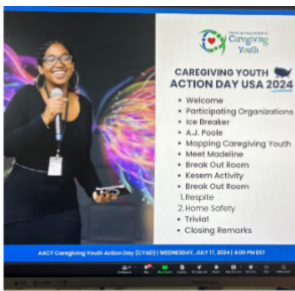 Caregiving
Youth
CAREGIVING YOUTH
ACTION DAY USA 2024
Welcome
Participating Organizations
Ice Breaker
A.J. Poole
Mapping Caregiving Youth
Meet Madeline
Break Out Room
Kesem Activity
Break Out Room
1.Respite
2.Home Safety
Trivia!
Closing Remarks
AACY Caregiving Youth Action Day (CYAD) | WEDNESDAY, JULY 17, 2024 | 4:00 PM EST